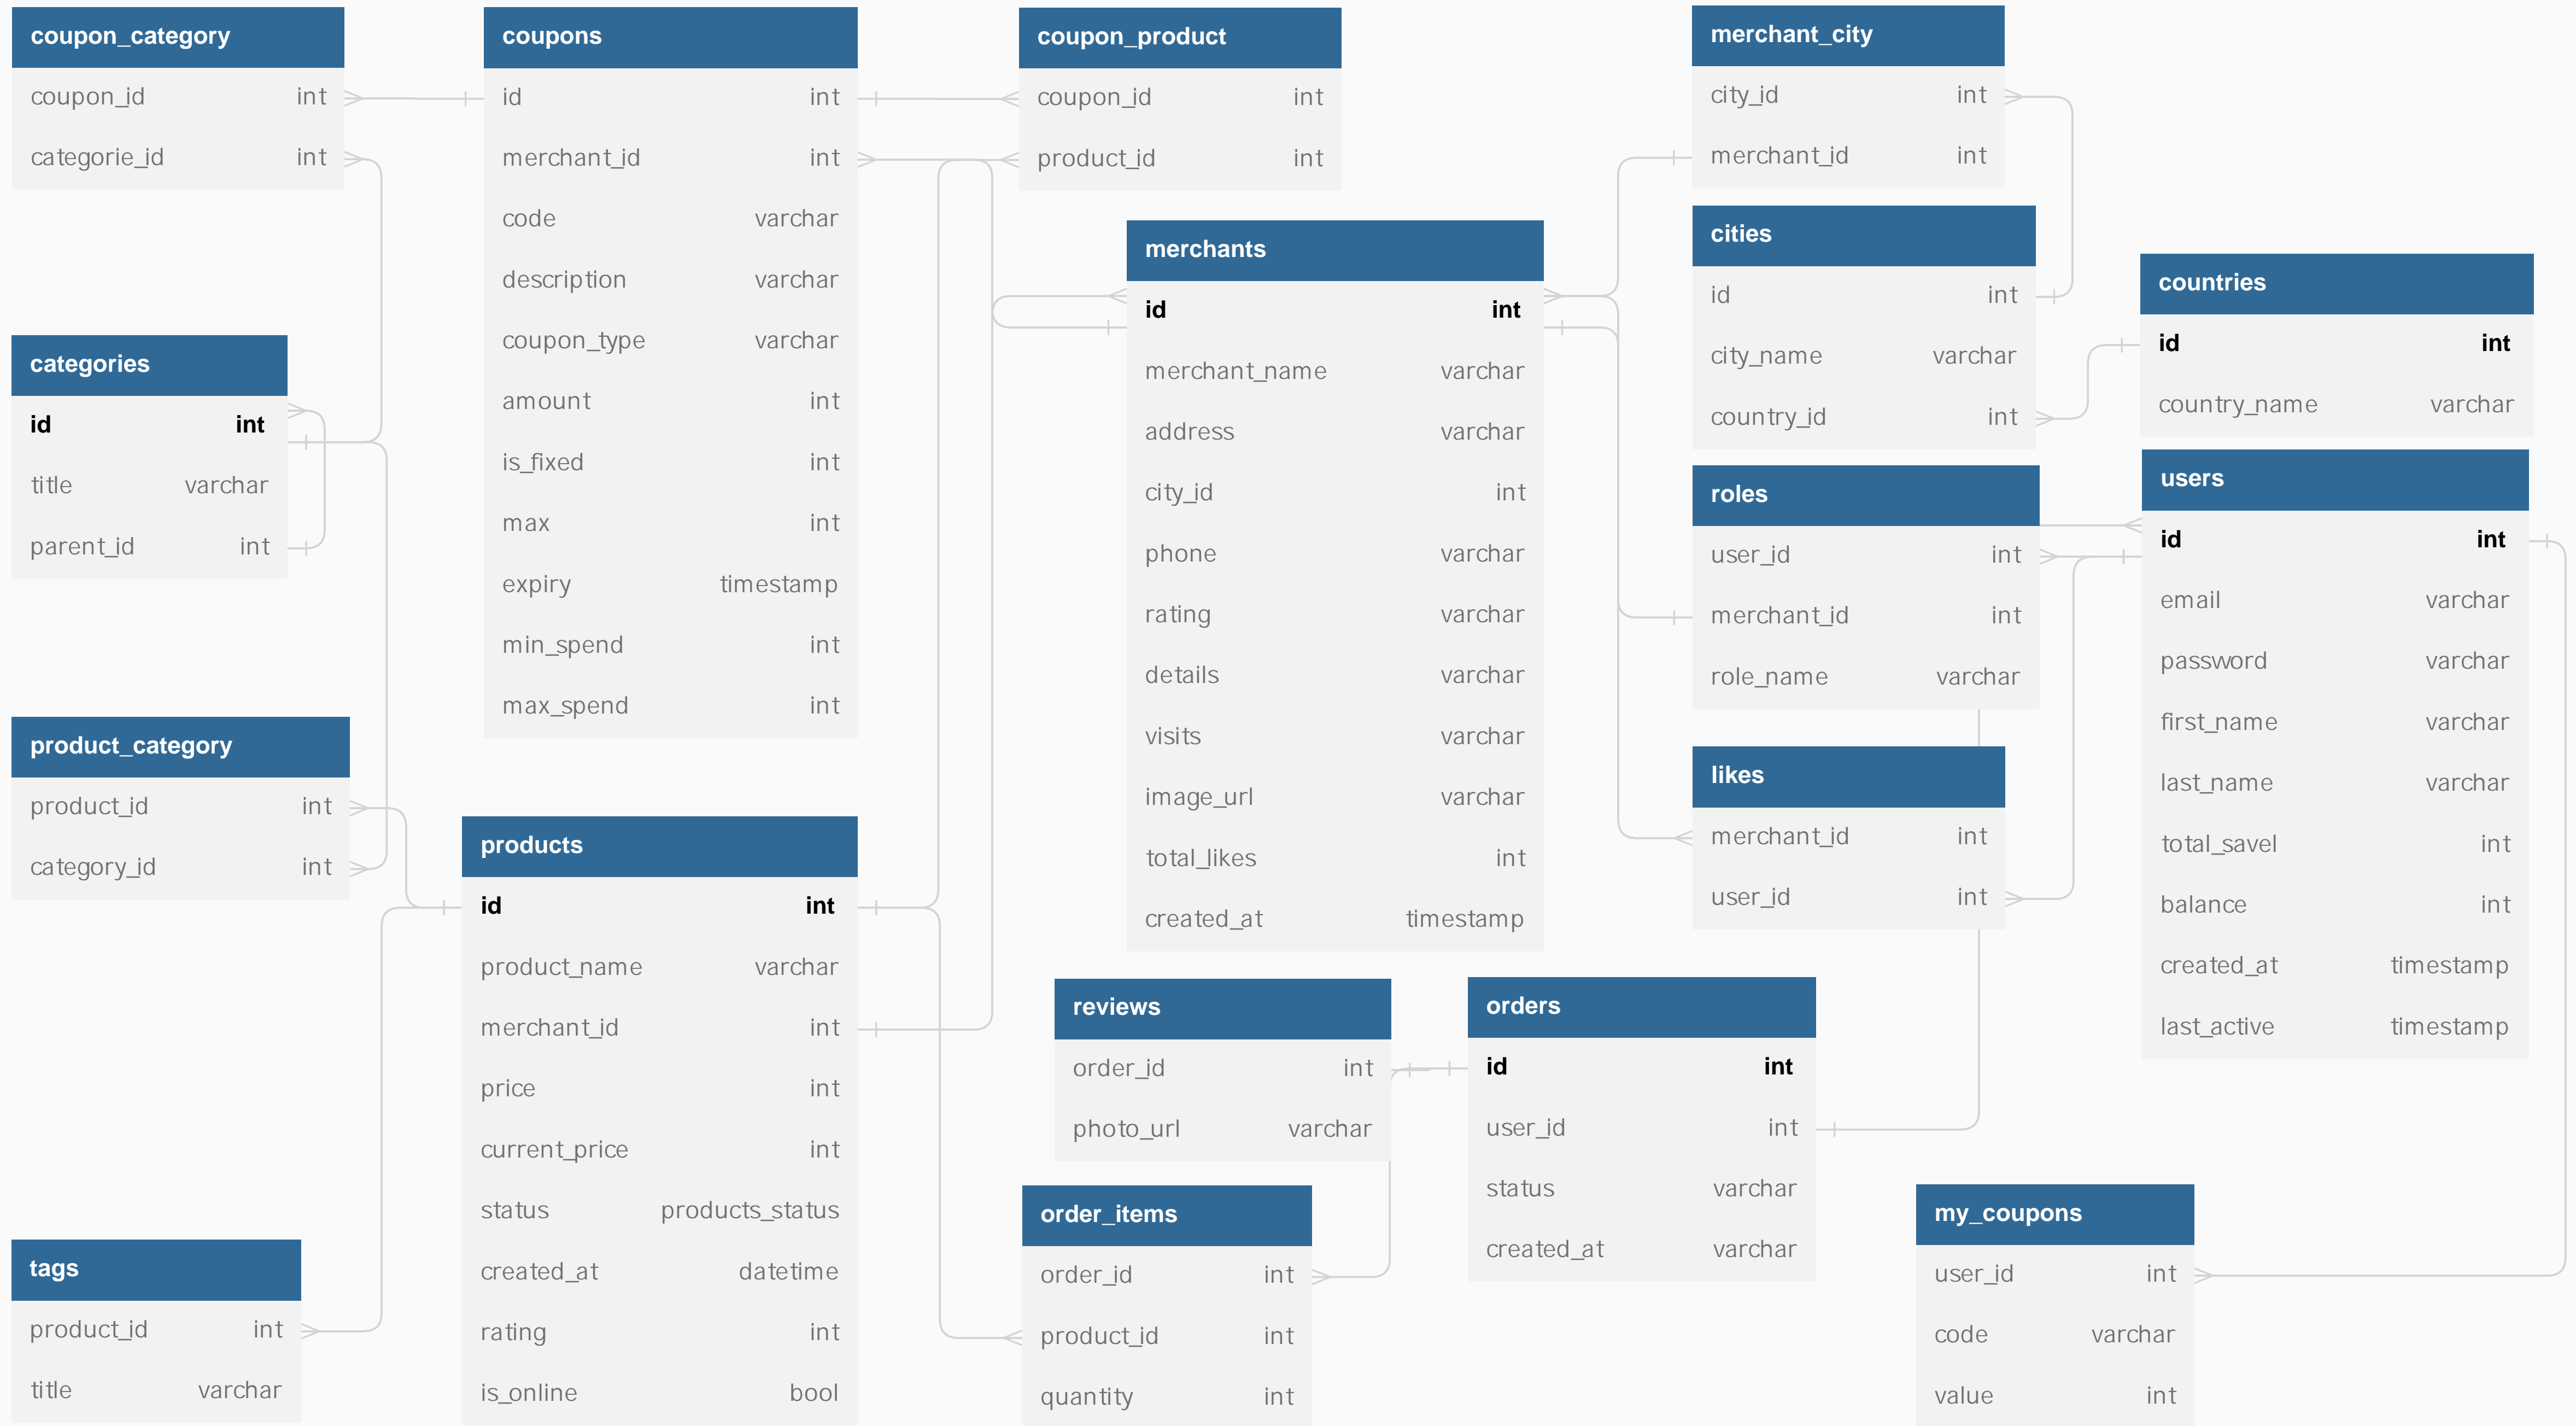 coupon_category
coupon_id int
categorie_id int
coupons
id int
merchant_id int
code varchar
description varchar
coupon_type varchar
amount int
is_fixed int
max int
expiry timestamp
min_spend int
max_spend int
coupon_product
coupon_id int
product_id int
merchant_city
city_id int
merchant_id int
merchants
id int
merchant_name varchar
address varchar
city_id int
phone varchar
rating varchar
details varchar
visits varchar
image_url varchar
total_likes int
created_at timestamp
cities
id int
city_name varchar
country_id int
countries
id int
country_name varchar
categories
id int
title varchar
parent_id int
roles
user_id int
merchant_id int
role_name varchar
users
id int
email varchar
password varchar
first_name varchar
last_name varchar
total_savel int
balance int
created_at timestamp
last_active timestamp
product_category
product_id int
category_id int
likes
merchant_id int
user_id int
products
id int
product_name varchar
merchant_id int
price int
current_price int
status products_status
created_at datetime
rating int
is_online bool
reviews
order_id int
photo_url varchar
orders
id int
user_id int
status varchar
created_at varchar
tags
product_id int
title varchar
order_items
order_id int
product_id int
quantity int
my_coupons
user_id int
code varchar
value int